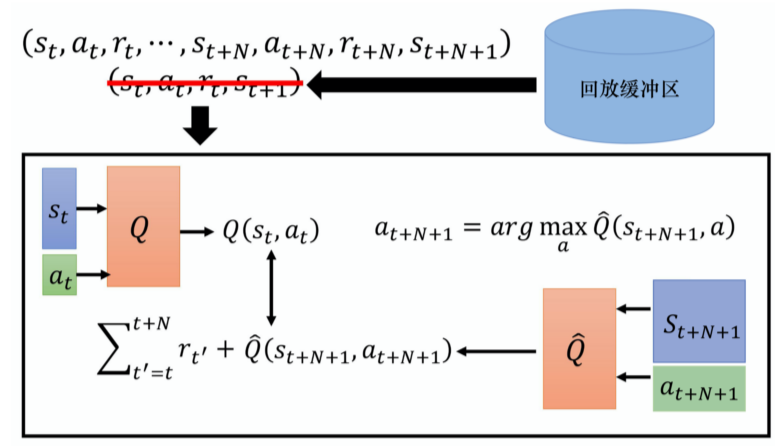 (s_t, a_t, r_t, ⋯, s_{t+N}, a_{t+N}, r_{t+N}, s_{t+N+1})
(s_t, a_t, r_t, s_{t+1})
回放缓冲区
s_t
a_t
Q
Q(s_t, a_t)
a_{t+N+1} = arg max_a Q̂(s_{t+N+1}, a)
∑_{t'=t}^{t+N} r_{t'} + Q̂(s_{t+N+1}, a_{t+N+1})
Q̂
S_{t+N+1}
a_{t+N+1}